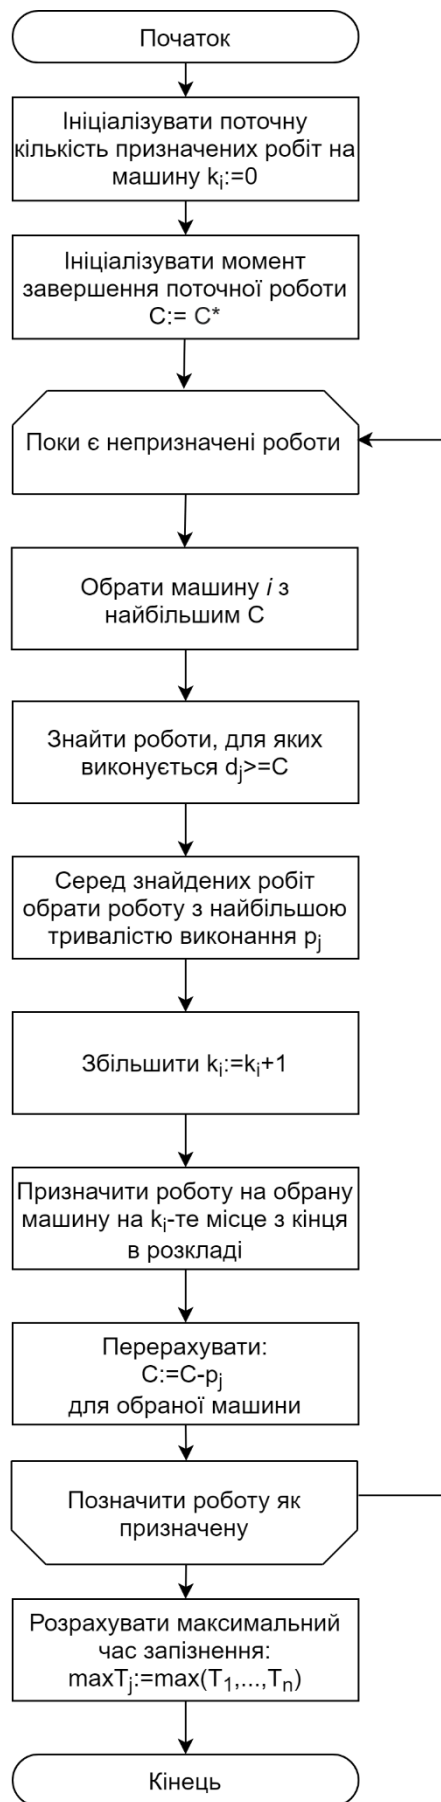 Початок
Ініціалізувати поточну
кількість призначених робіт на
машину kᵢ:=0
Ініціалізувати момент
завершення поточної роботи
C:= C*
Поки є непризначені роботи
Обрати машину i з
найбільшим C
Знайти роботи, для яких
виконується dⱼ>=C
Серед знайдених робіт
обрати роботу з найбільшою
тривалістю виконання pⱼ
Збільшити kᵢ:=kᵢ+1
Призначити роботу на обрану
машину на kᵢ-те місце з кінця
в розкладі
Перерахувати:
C:=C-pⱼ
для обраної машини
Позначити роботу як
призначену
Розрахувати максимальний
час запізнення:
maxTⱼ:=max(T₁,...,Tₙ)
Кінець